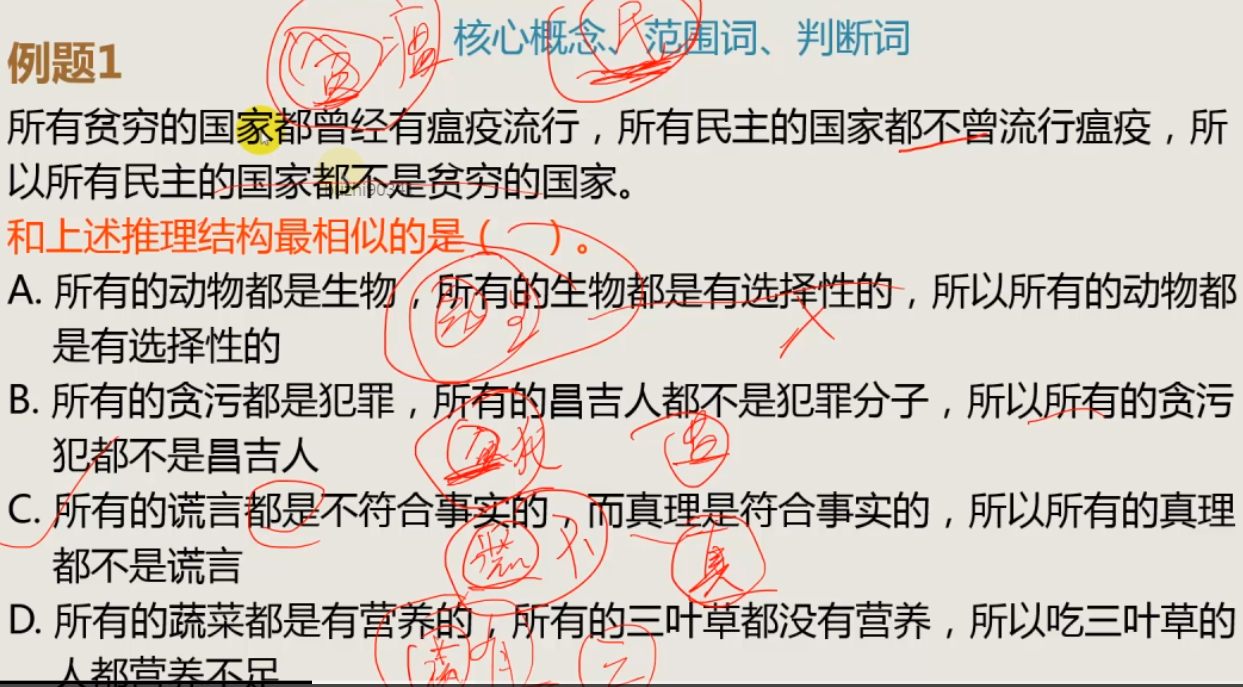 核心概念、范围词、判断词
例题1
所有贫穷的国家都曾经有瘟疫流行，所有民主的国家都不曾流行瘟疫，所
以所有民主的国家都不是贫穷的国家。
和上述推理结构最相似的是（　）。
A. 所有的动物都是生物，所有的生物都是有选择性的，所以所有的动物都
是有选择性的
B. 所有的贪污都是犯罪，所有的昌吉人都不是犯罪分子，所以所有的贪污
犯都不是昌吉人
C. 所有的谎言都是不符合事实的，而真理是符合事实的，所以所有的真理
都不是谎言
D. 所有的蔬菜都是有营养的，所有的三叶草都没有营养，所以吃三叶草的
人都营养不足